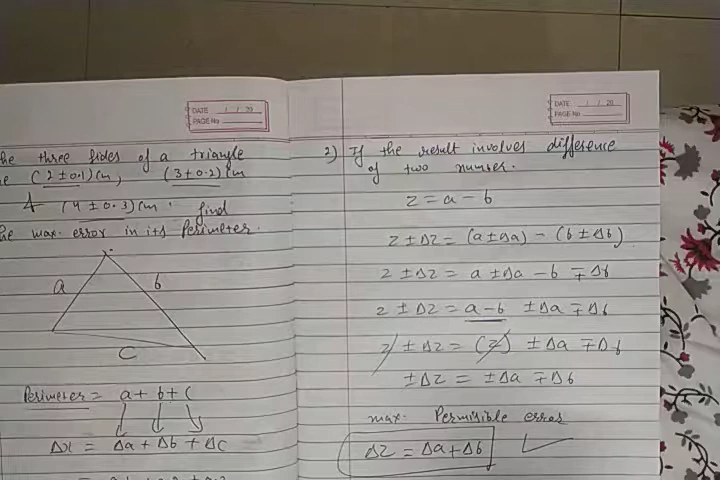 DATE / / 20
PAGE No
he three sides of a triangle
e (2 ± 0.1) cm, (3 ± 0.2) cm
& (4 ± 0.3) cm. find
he max. error in its Perimeter.
a b
C
Perimeter = a + b + C
Δx = Δa + Δb + ΔC
DATE / / 20
PAGE No
2) If the result involves difference
of two number.
z = a - b
z ± Δz = (a ± Δa) - (b ± Δb)
z ± Δz = a ± Δa - b ∓ Δb
z ± Δz = a - b ± Δa ∓ Δb
z ± Δz = (z) ± Δa ∓ Δb
± Δz = ± Δa ∓ Δb
max. Permisible error
Δz = Δa + Δb